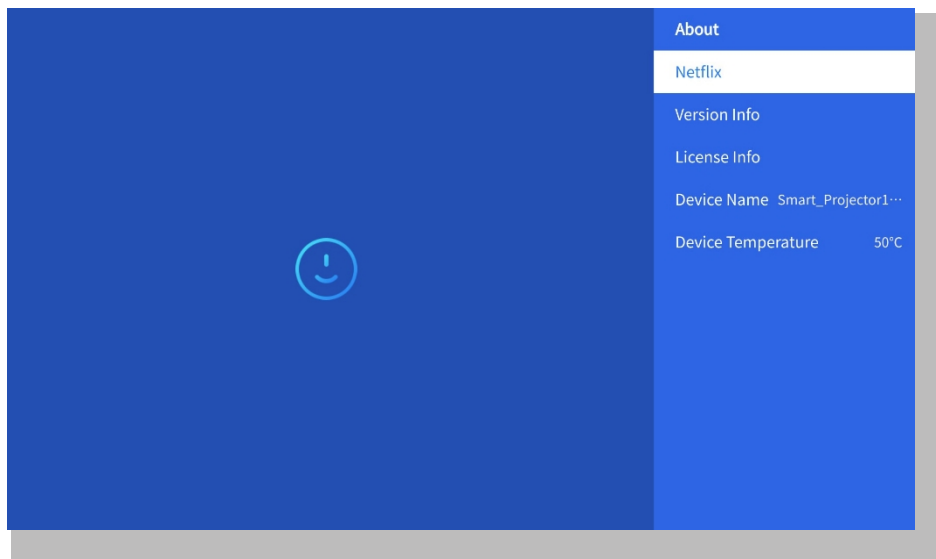 About
Netflix
Version Info
License Info
Device Name Smart_Projector1···
Device Temperature 50°C